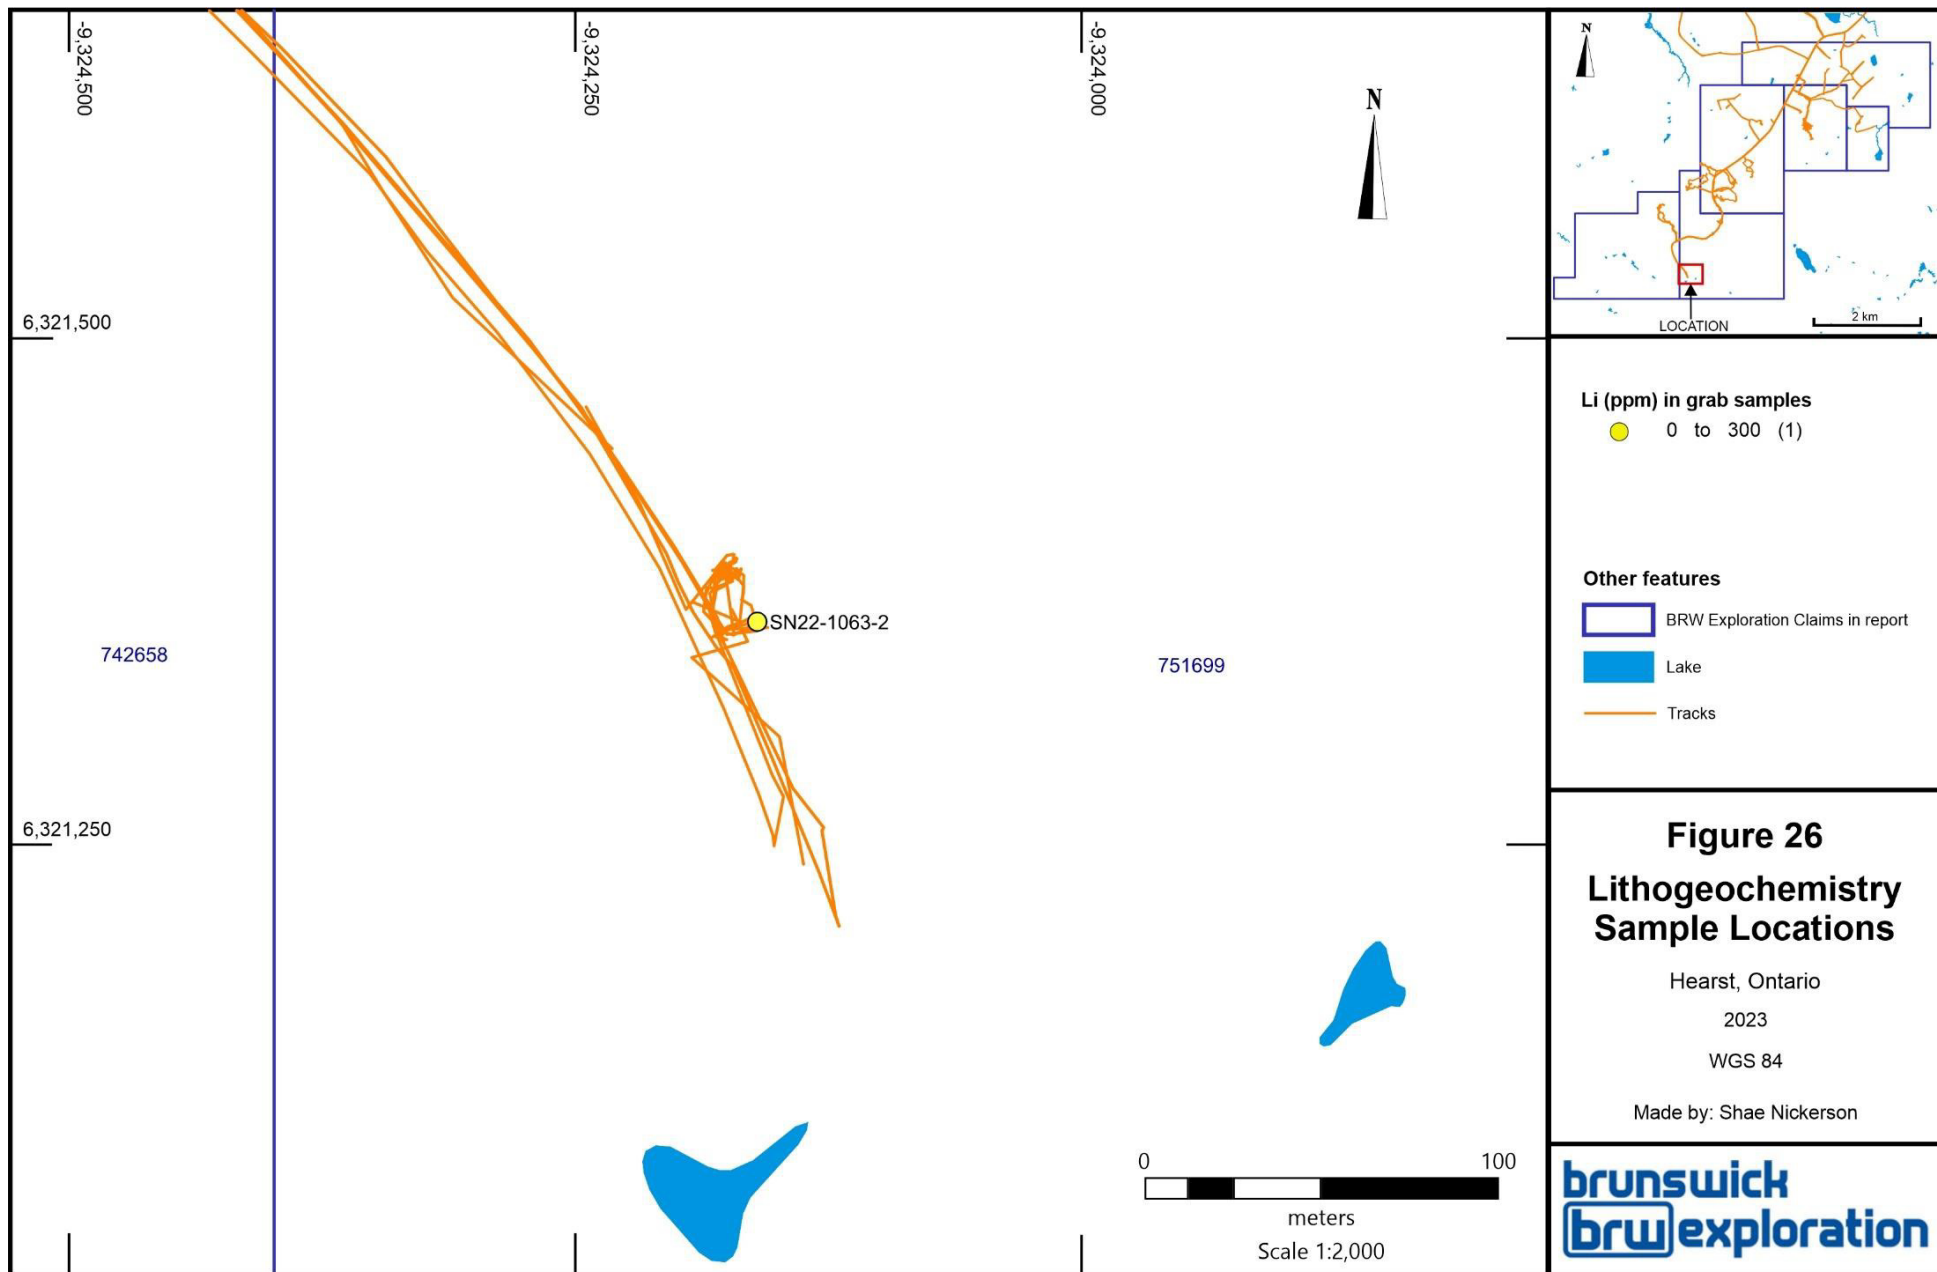 -9,324,500
-9,324,250
-9,324,000
N
6,321,500
SN22-1063-2
742658
751699
6,321,250
0 100
meters
Scale 1:2,000
N
LOCATION
2 km
Li (ppm) in grab samples
0 to 300 (1)
Other features
BRW Exploration Claims in report
Lake
Tracks
Figure 26
Lithogeochemistry
Sample Locations
Hearst, Ontario
2023
WGS 84
Made by: Shae Nickerson
brunswick
brw exploration